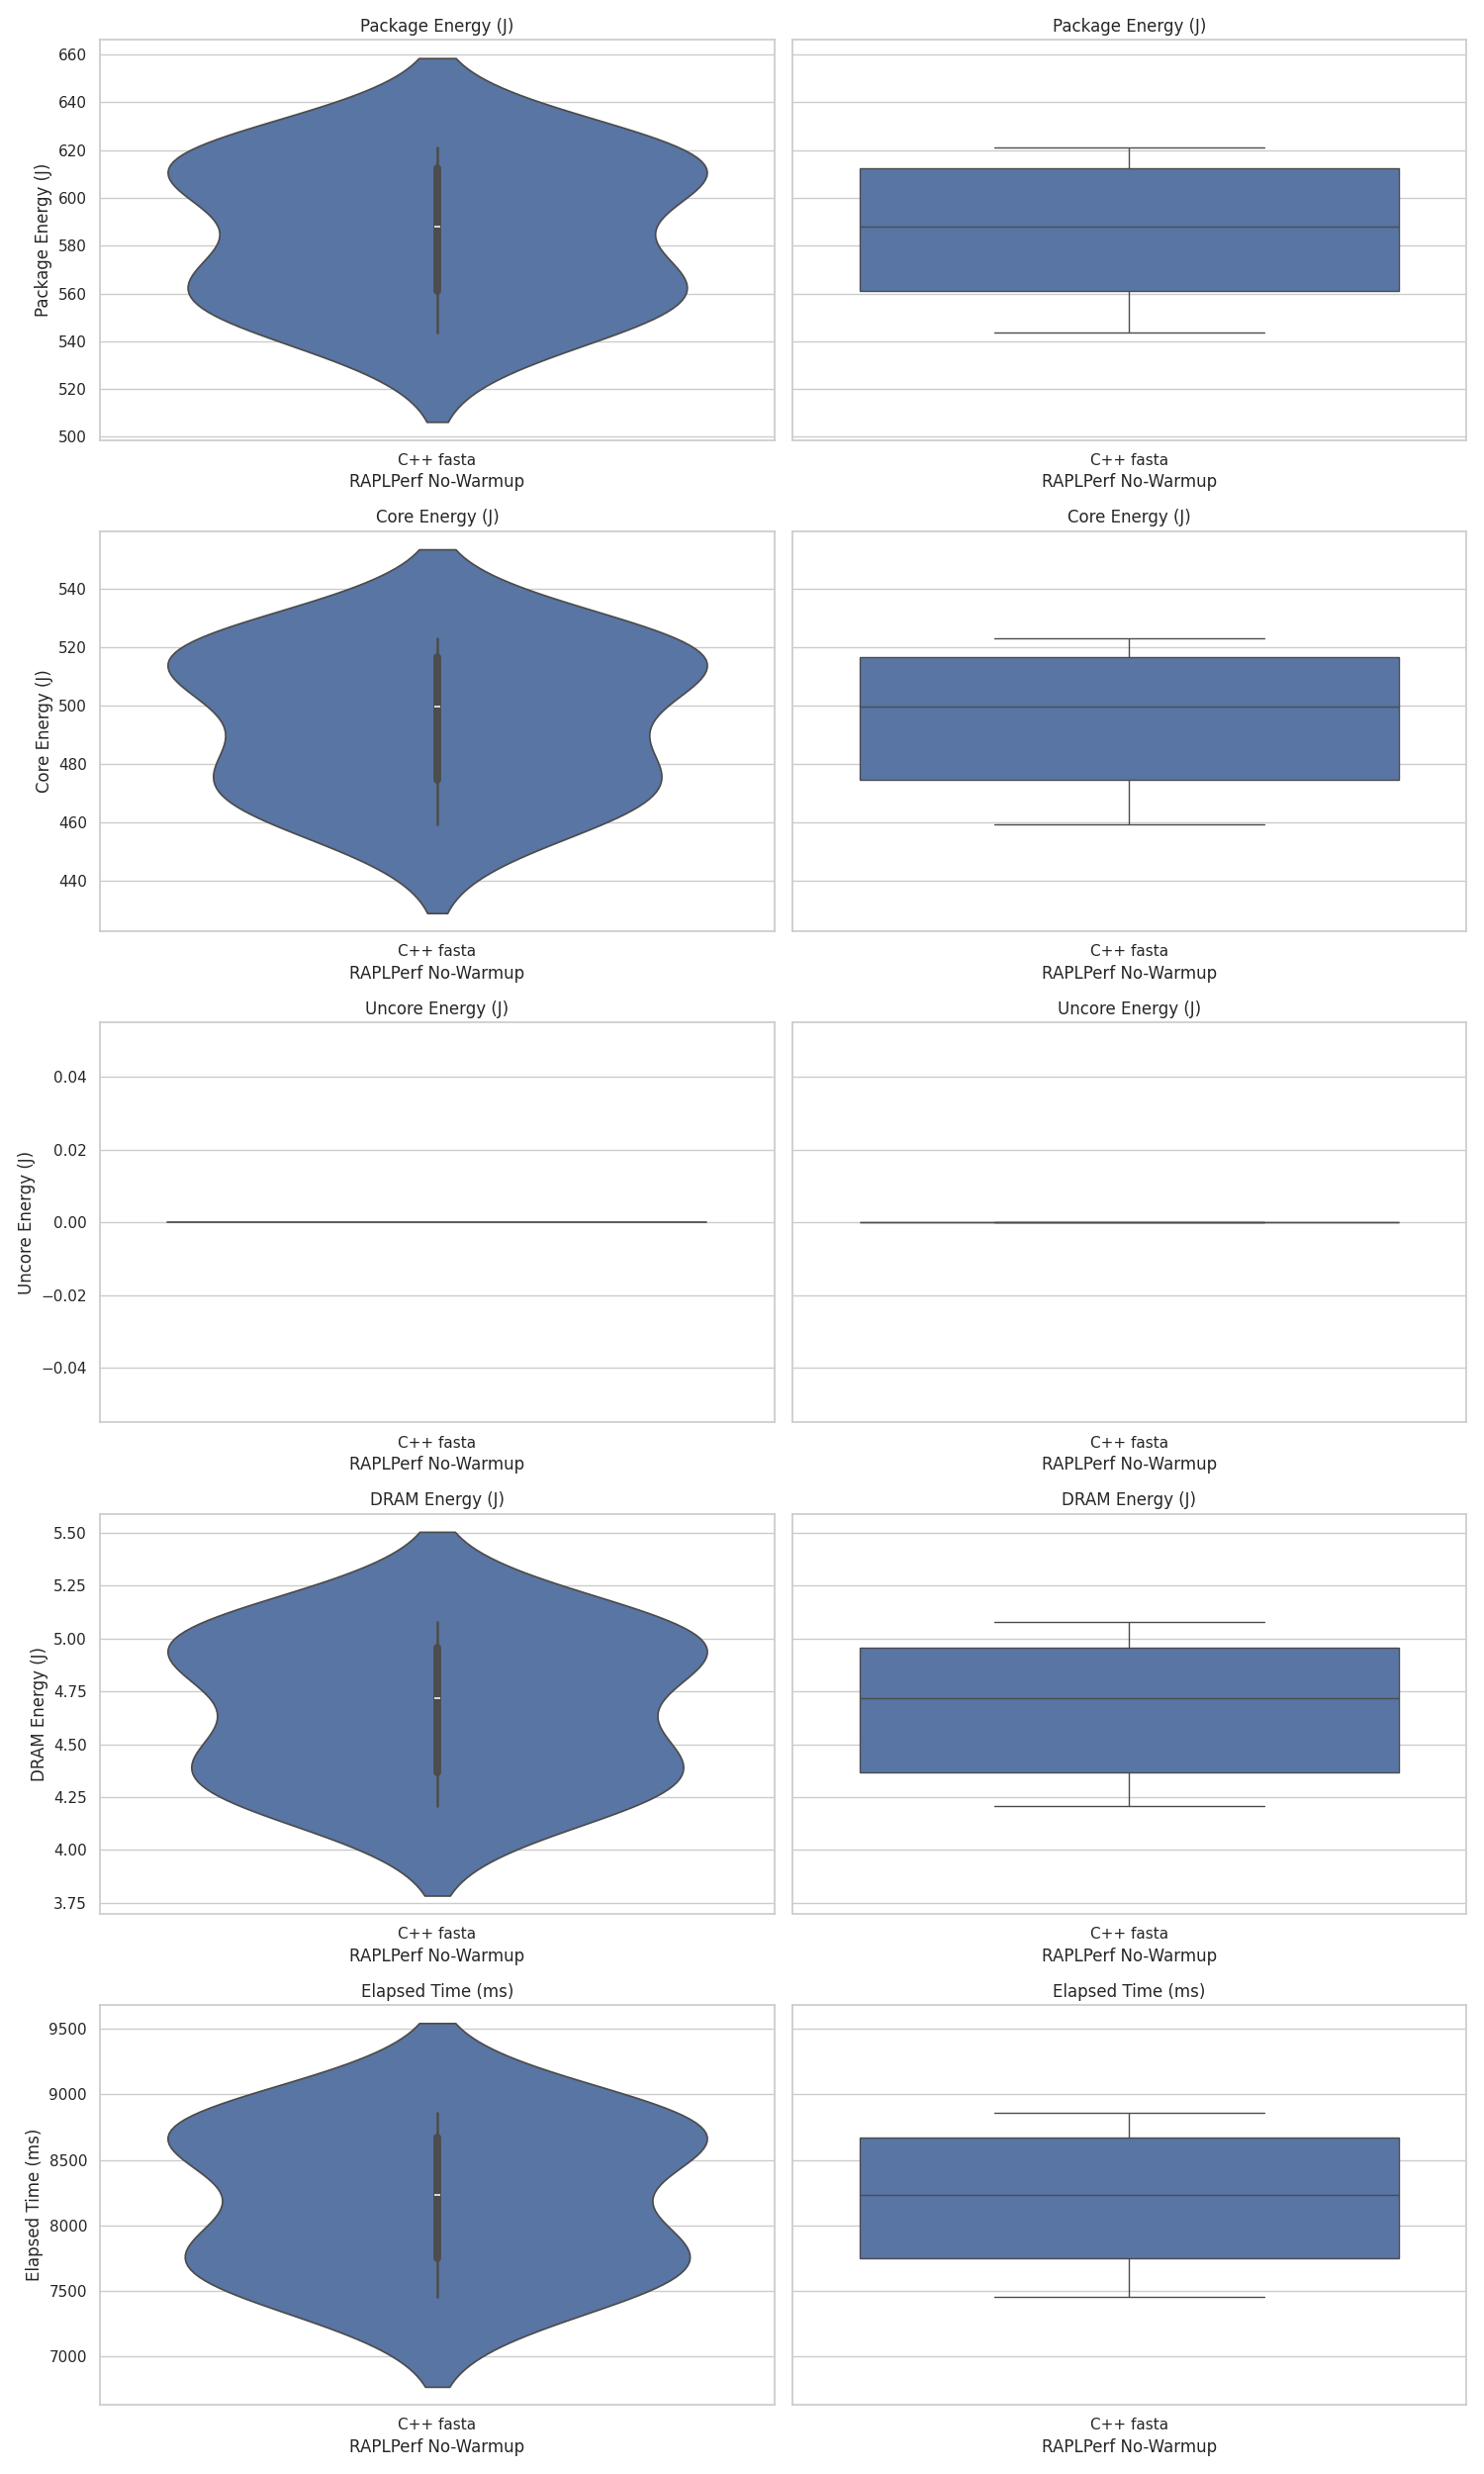 Package Energy (J)
Package Energy (J)
Package Energy (J)
660
640
620
600
580
560
540
520
500
C++ fasta
RAPLPerf No-Warmup
C++ fasta
RAPLPerf No-Warmup
Core Energy (J)
Core Energy (J)
Core Energy (J)
540
520
500
480
460
440
C++ fasta
RAPLPerf No-Warmup
C++ fasta
RAPLPerf No-Warmup
Uncore Energy (J)
Uncore Energy (J)
Uncore Energy (J)
0.04
0.02
0.00
−0.02
−0.04
C++ fasta
RAPLPerf No-Warmup
C++ fasta
RAPLPerf No-Warmup
DRAM Energy (J)
DRAM Energy (J)
DRAM Energy (J)
5.50
5.25
5.00
4.75
4.50
4.25
4.00
3.75
C++ fasta
RAPLPerf No-Warmup
C++ fasta
RAPLPerf No-Warmup
Elapsed Time (ms)
Elapsed Time (ms)
Elapsed Time (ms)
9500
9000
8500
8000
7500
7000
C++ fasta
RAPLPerf No-Warmup
C++ fasta
RAPLPerf No-Warmup